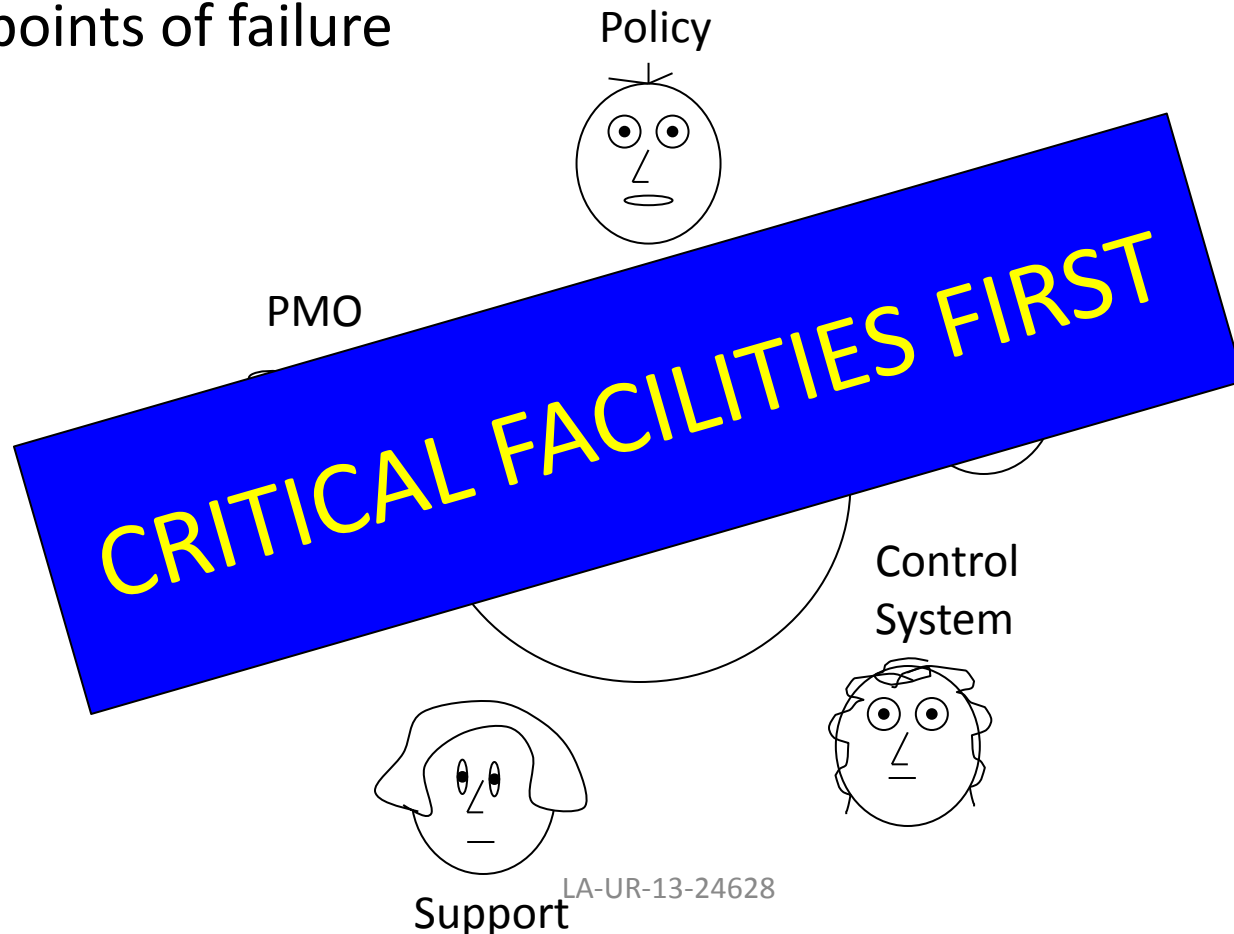 points of failure
Policy
PMO
CRITICAL FACILITIES FIRST
Control
System
LA-UR-13-24628
Support